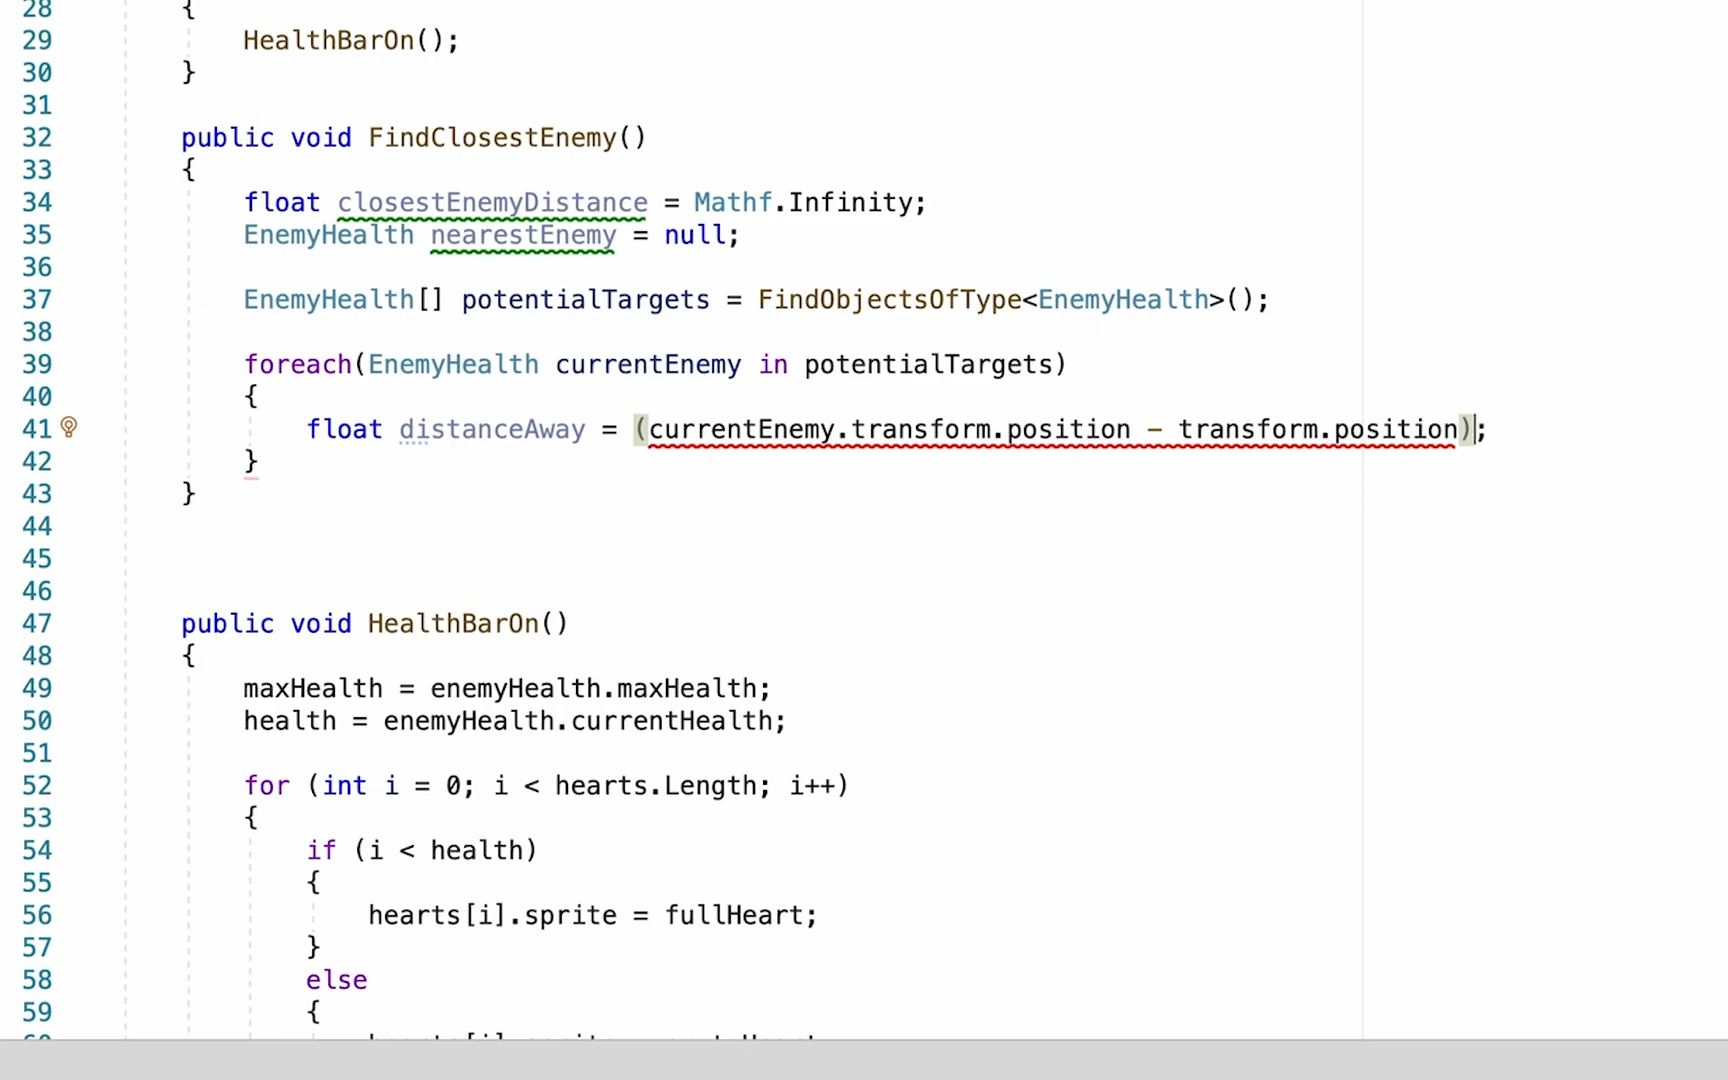 28 {
29 HealthBarOn();
30 }
31
32 public void FindClosestEnemy()
33 {
34 float closestEnemyDistance = Mathf.Infinity;
35 EnemyHealth nearestEnemy = null;
36
37 EnemyHealth[] potentialTargets = FindObjectsOfType<EnemyHealth>();
38
39 foreach(EnemyHealth currentEnemy in potentialTargets)
40 {
41 float distanceAway = (currentEnemy.transform.position - transform.position);
42 }
43 }
44
45
46
47 public void HealthBarOn()
48 {
49 maxHealth = enemyHealth.maxHealth;
50 health = enemyHealth.currentHealth;
51
52 for (int i = 0; i < hearts.Length; i++)
53 {
54 if (i < health)
55 {
56 hearts[i].sprite = fullHeart;
57 }
58 else
59 {